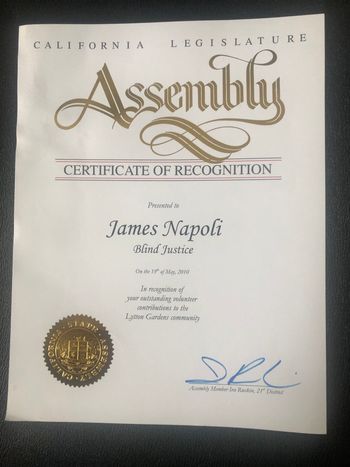 CALIFORNIA LEGISLATURE
Assembly
CERTIFICATE OF RECOGNITION
Presented to
James Napoli
Blind Justice
On the 19th of May, 2010
In recognition of
your outstanding volunteer
contributions to the
Lytton Gardens community
Assembly Member Ira Ruskin, 21st District